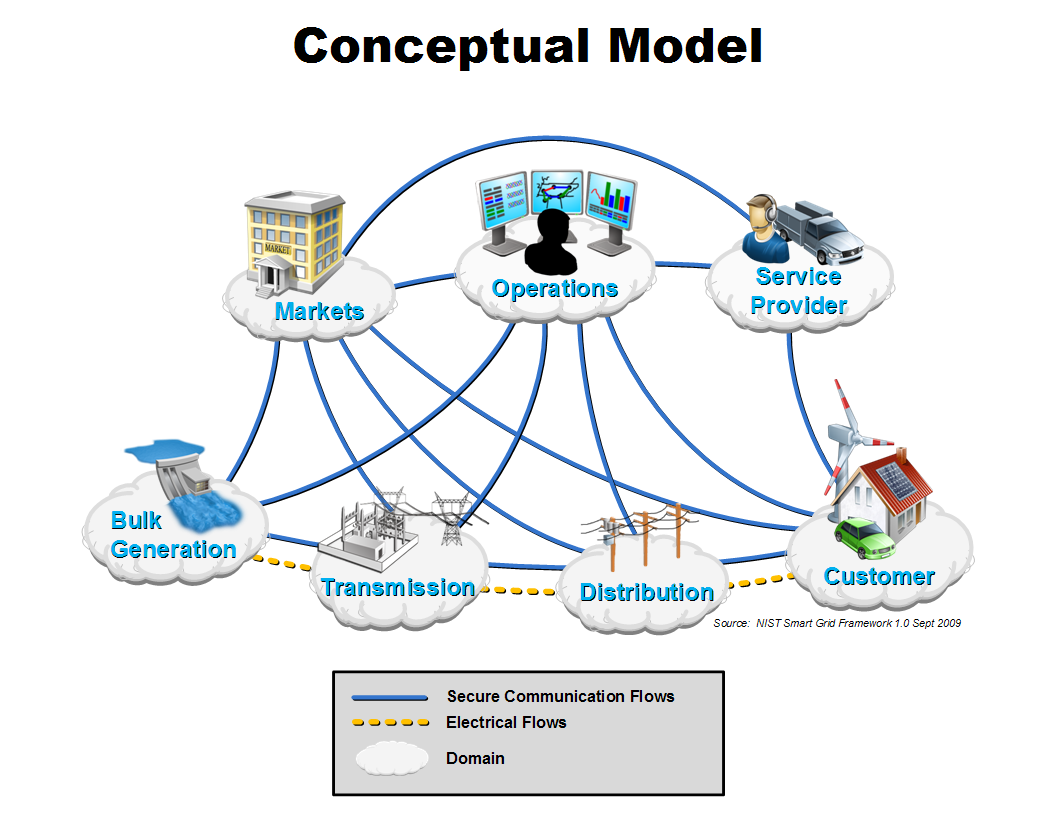 Conceptual Model
MARKET
Markets
Operations
Service
Provider
Bulk
Generation
Transmission
Distribution
Customer
Source: NIST Smart Grid Framework 1.0 Sept 2009
Secure Communication Flows
Electrical Flows
Domain